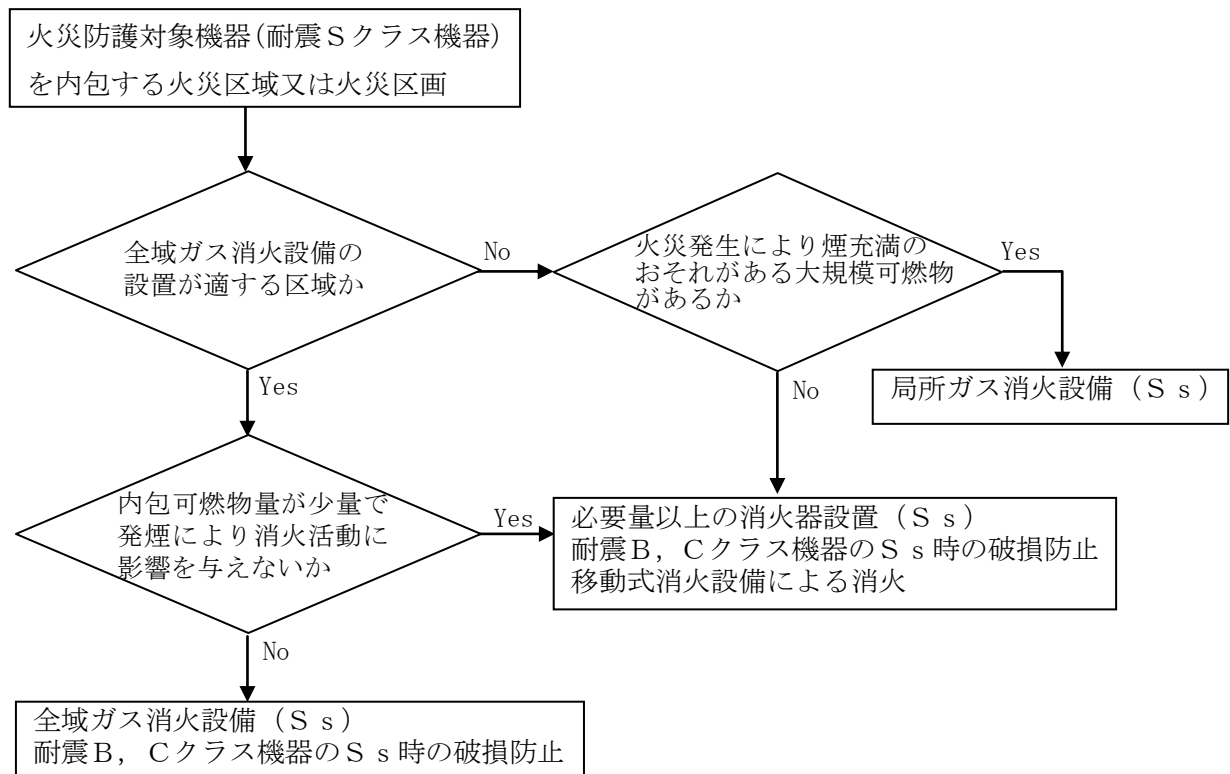 火災防護対象機器(耐震Ｓクラス機器)
を内包する火災区域又は火災区画
全域ガス消火設備の
設置が適する区域か
No
火災発生により煙充満の
おそれがある大規模可燃物
があるか
Yes
局所ガス消火設備（Ｓｓ）
Yes
No
内包可燃物量が少量で
発煙により消火活動に
影響を与えないか
Yes
必要量以上の消火器設置（Ｓｓ）
耐震Ｂ，Ｃクラス機器のＳｓ時の破損防止
移動式消火設備による消火
No
全域ガス消火設備（Ｓｓ）
耐震Ｂ，Ｃクラス機器のＳｓ時の破損防止